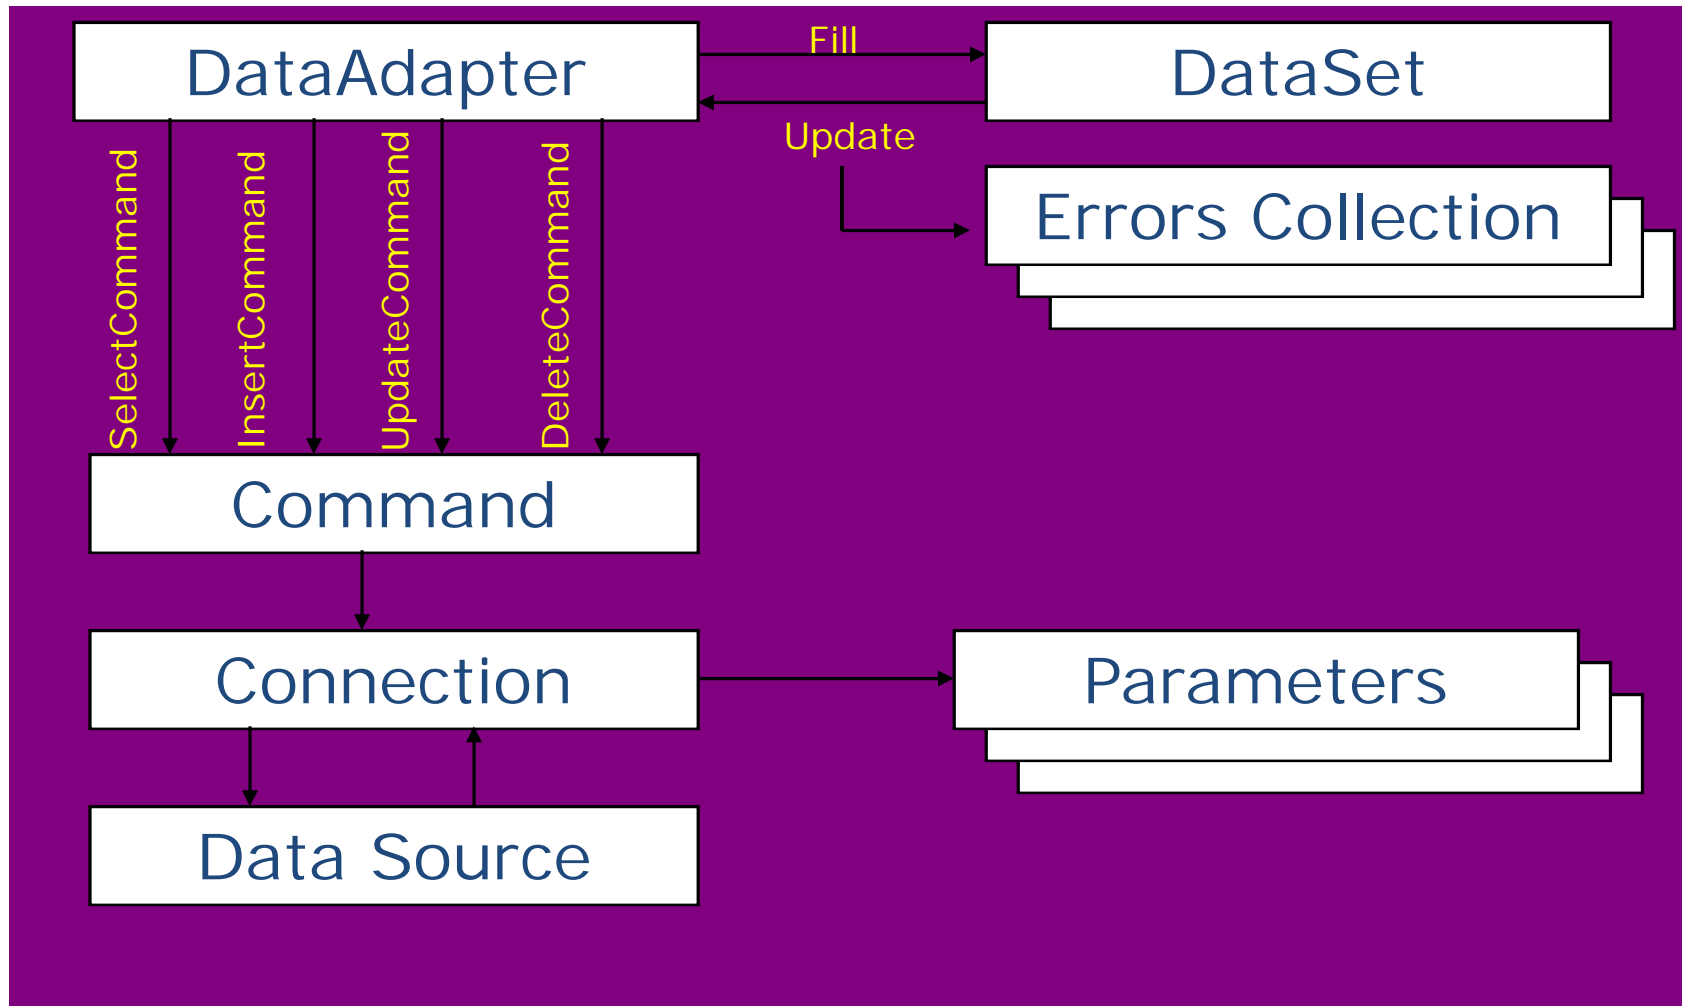 DataAdapter
Fill
DataSet
Update
Errors Collection
SelectCommand
InsertCommand
UpdateCommand
DeleteCommand
Command
Connection
Parameters
Data Source